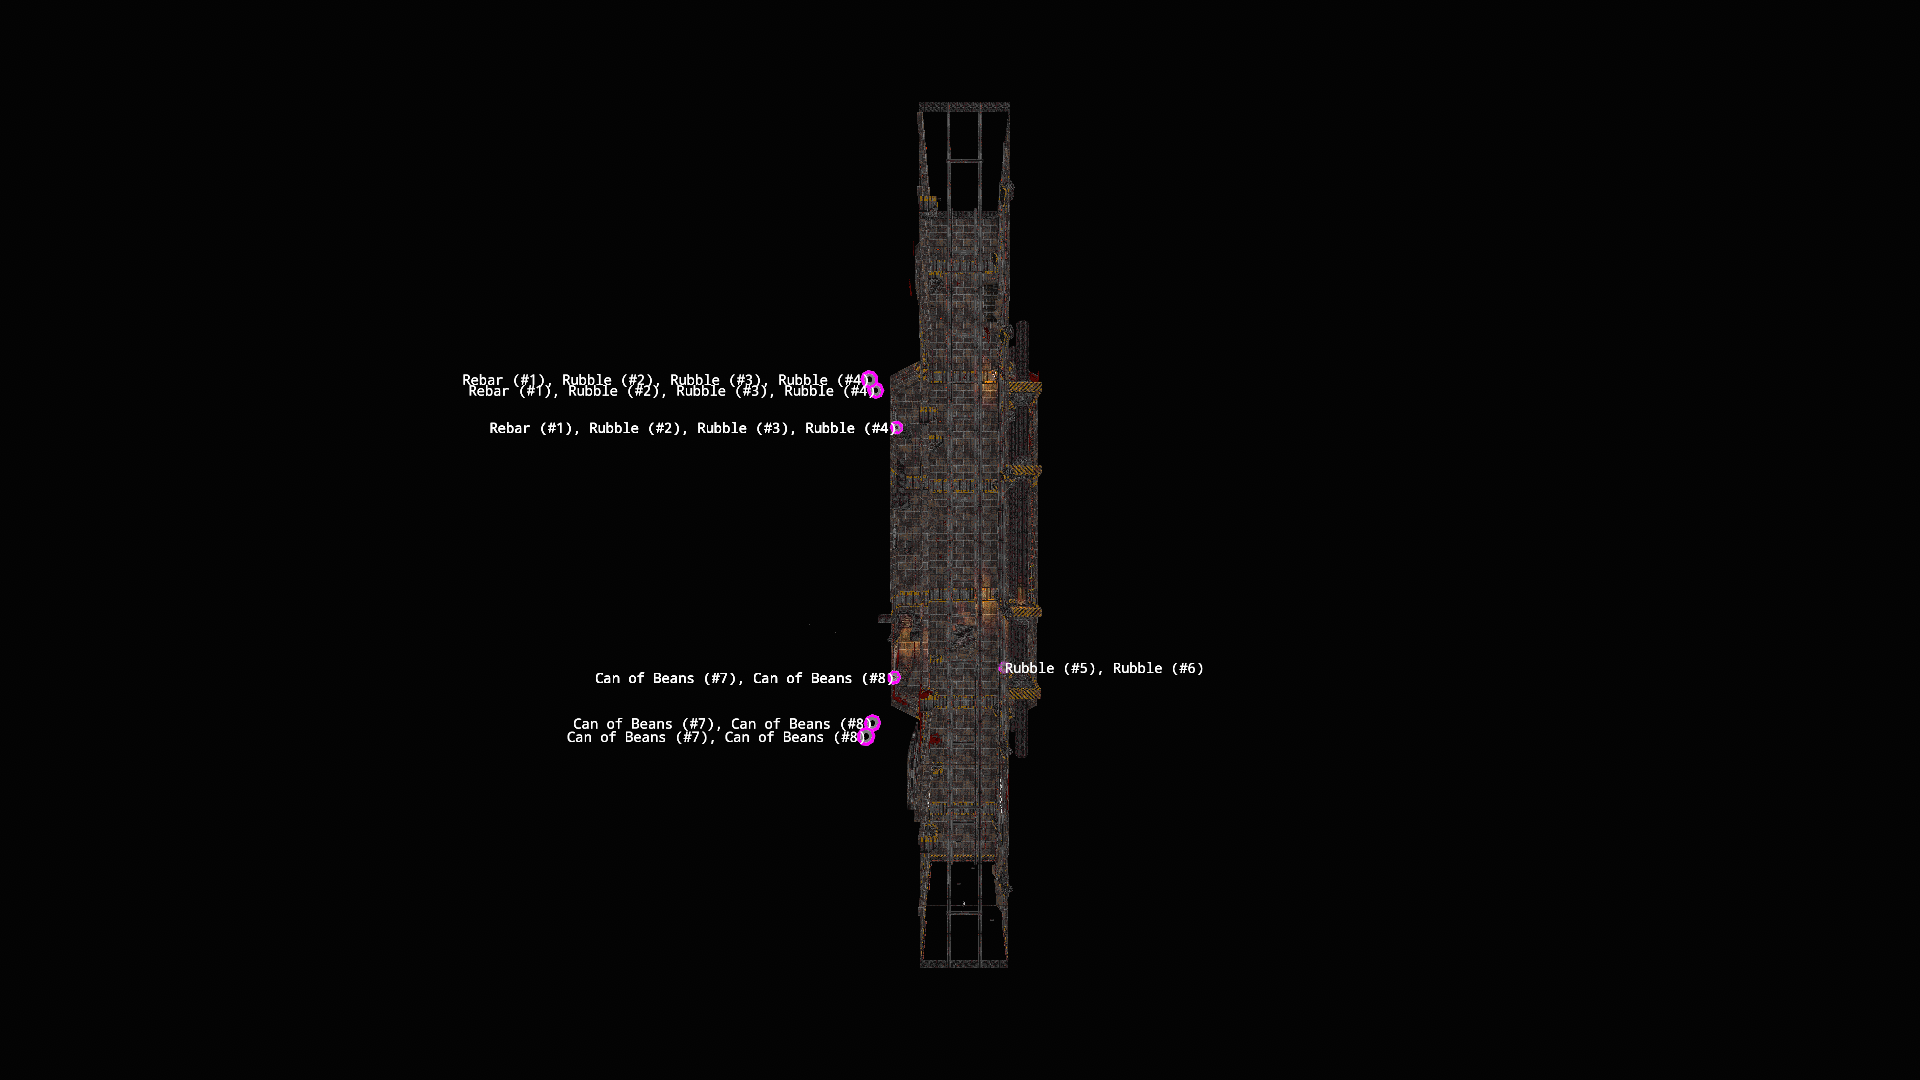 Rebar (#1), Rubble (#2), Rubble (#3), Rubble (#4)
Rebar (#1), Rubble (#2), Rubble (#3), Rubble (#4)
Rebar (#1), Rubble (#2), Rubble (#3), Rubble (#4)
Rubble (#5), Rubble (#6)
Can of Beans (#7), Can of Beans (#8)
Can of Beans (#7), Can of Beans (#8)
Can of Beans (#7), Can of Beans (#8)